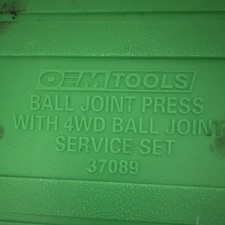 OEMTOOLS
BALL JOINT PRESS
WITH 4WD BALL JOINT
SERVICE SET
37089